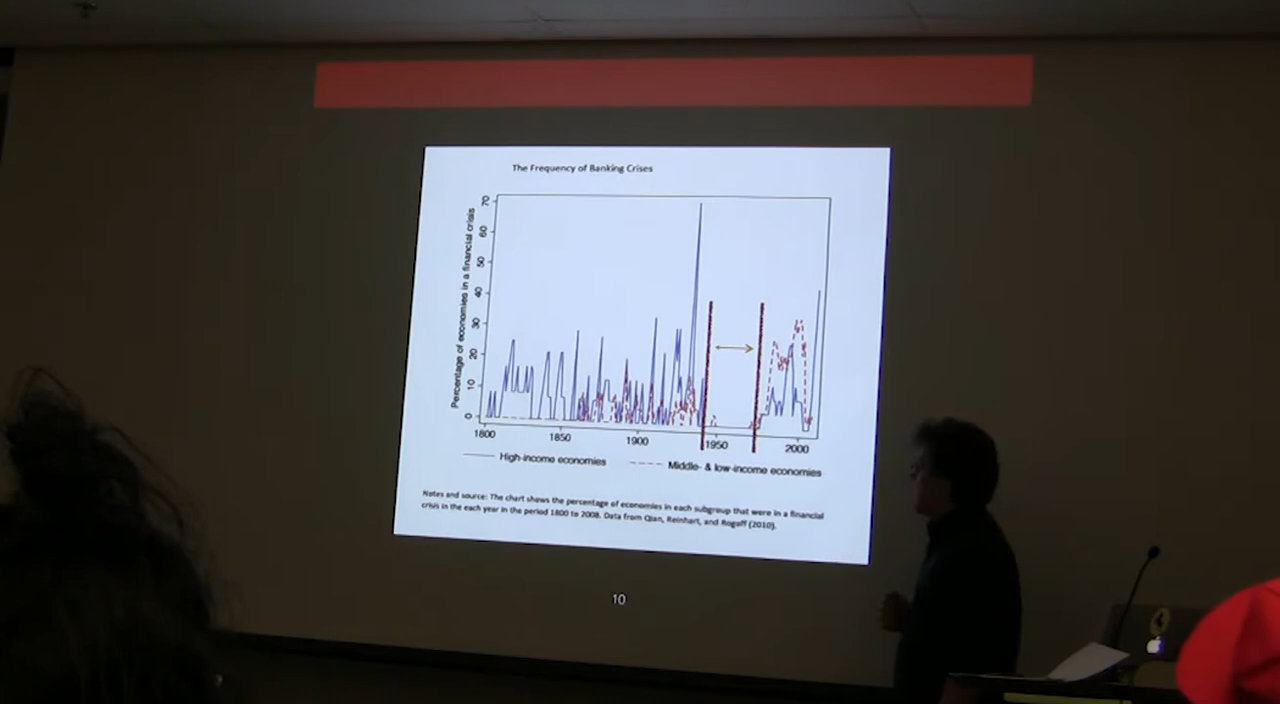 The Frequency of Banking Crises
Percentage of economies in a financial crisis
70
60
50
40
30
20
10
0
1800 1850 1900 1950 2000
High-income economies Middle- & low-income economies
Notes and source: The chart shows the percentage of economies in each subgroup that were in a financial
crisis in the each year in the period 1800 to 2008. Data from Qian, Reinhart, and Rogoff (2010).
10